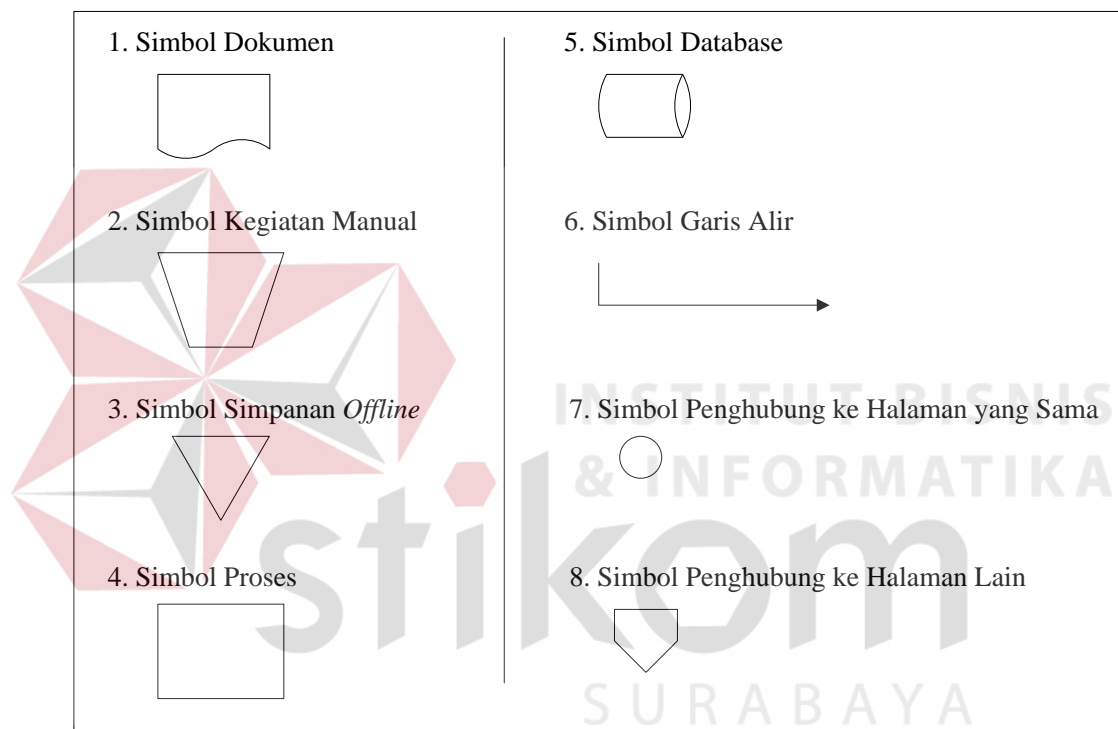 1. Simbol Dokumen
2. Simbol Kegiatan Manual
3. Simbol Simpanan Offline
4. Simbol Proses
5. Simbol Database
6. Simbol Garis Alir
7. Simbol Penghubung ke Halaman yang Sama
8. Simbol Penghubung ke Halaman Lain
INSTITUT BISNIS
& INFORMATIKA
stikom
SURABAYA